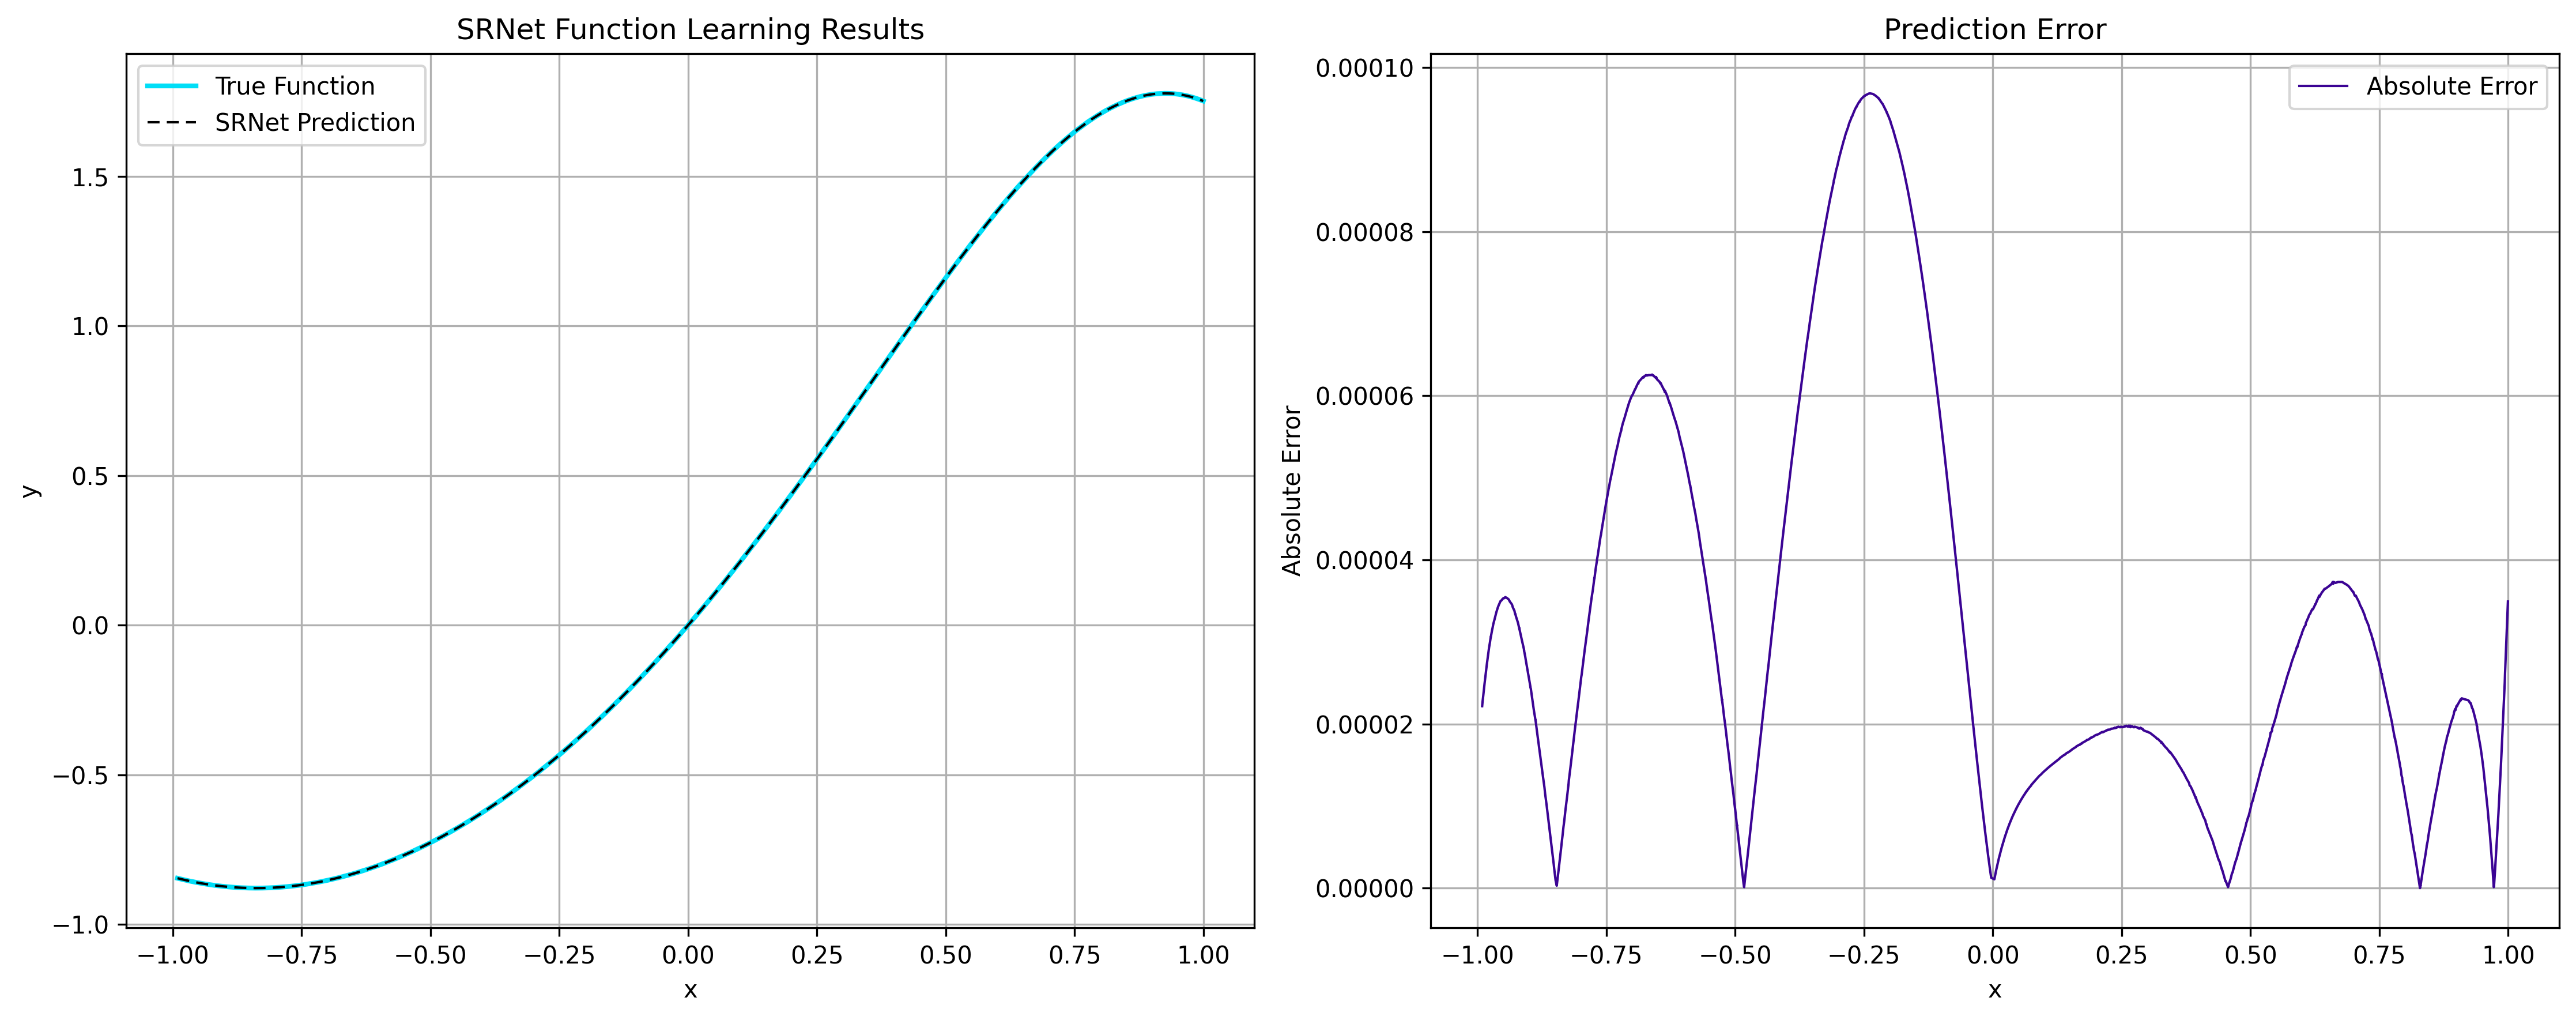 SRNet Function Learning Results
True Function
SRNet Prediction
y
1.5
1.0
0.5
0.0
−0.5
−1.0
−1.00 −0.75 −0.50 −0.25 0.00 0.25 0.50 0.75 1.00
x
Prediction Error
Absolute Error
Absolute Error
0.00010
0.00008
0.00006
0.00004
0.00002
0.00000
−1.00 −0.75 −0.50 −0.25 0.00 0.25 0.50 0.75 1.00
x